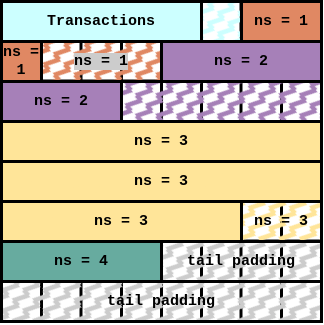 Transactions
ns = 1
ns =
1
ns = 1
ns = 2
ns = 2
ns = 3
ns = 3
ns = 3
ns = 3
ns = 4
tail padding
tail padding